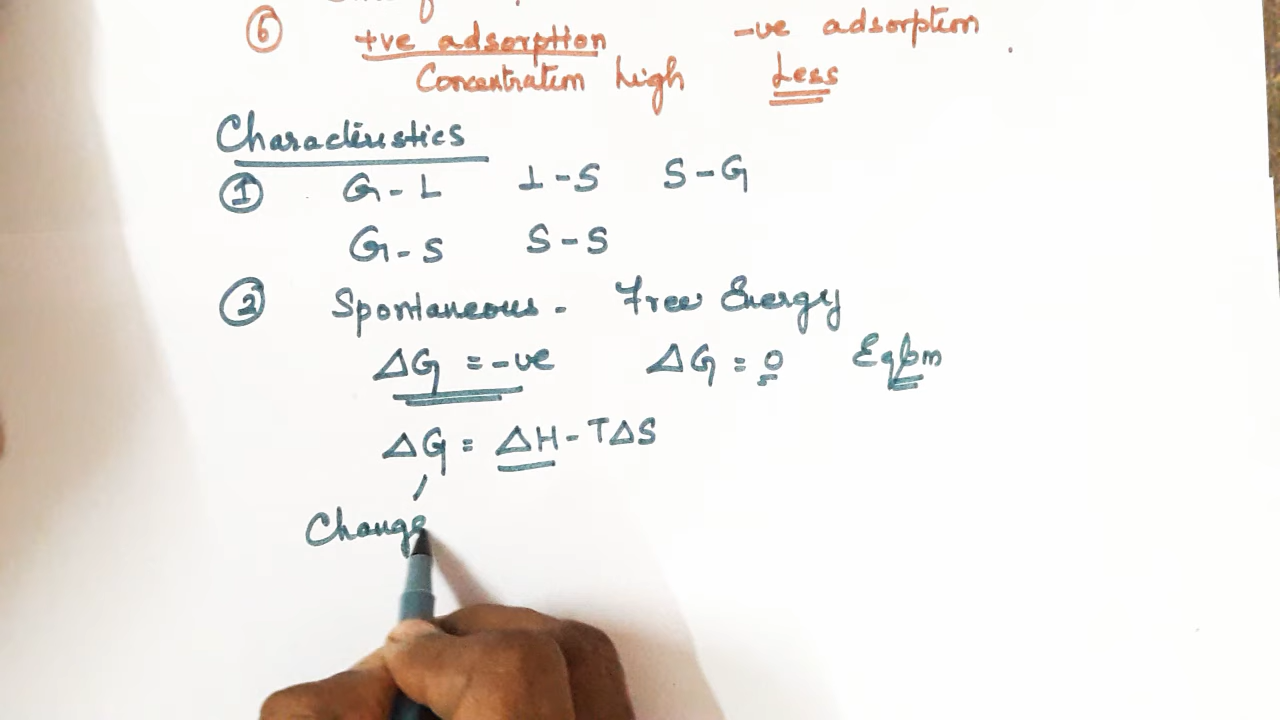 ⑤ +ve adsorption -ve adsorption
Concentration high Less
Characteristics
① G-L L-S S-G
G-S S-S
② Spontaneous - Free Energy
ΔG = -ve ΔG = 0 Eqbm
ΔG = ΔH - TΔS
Change